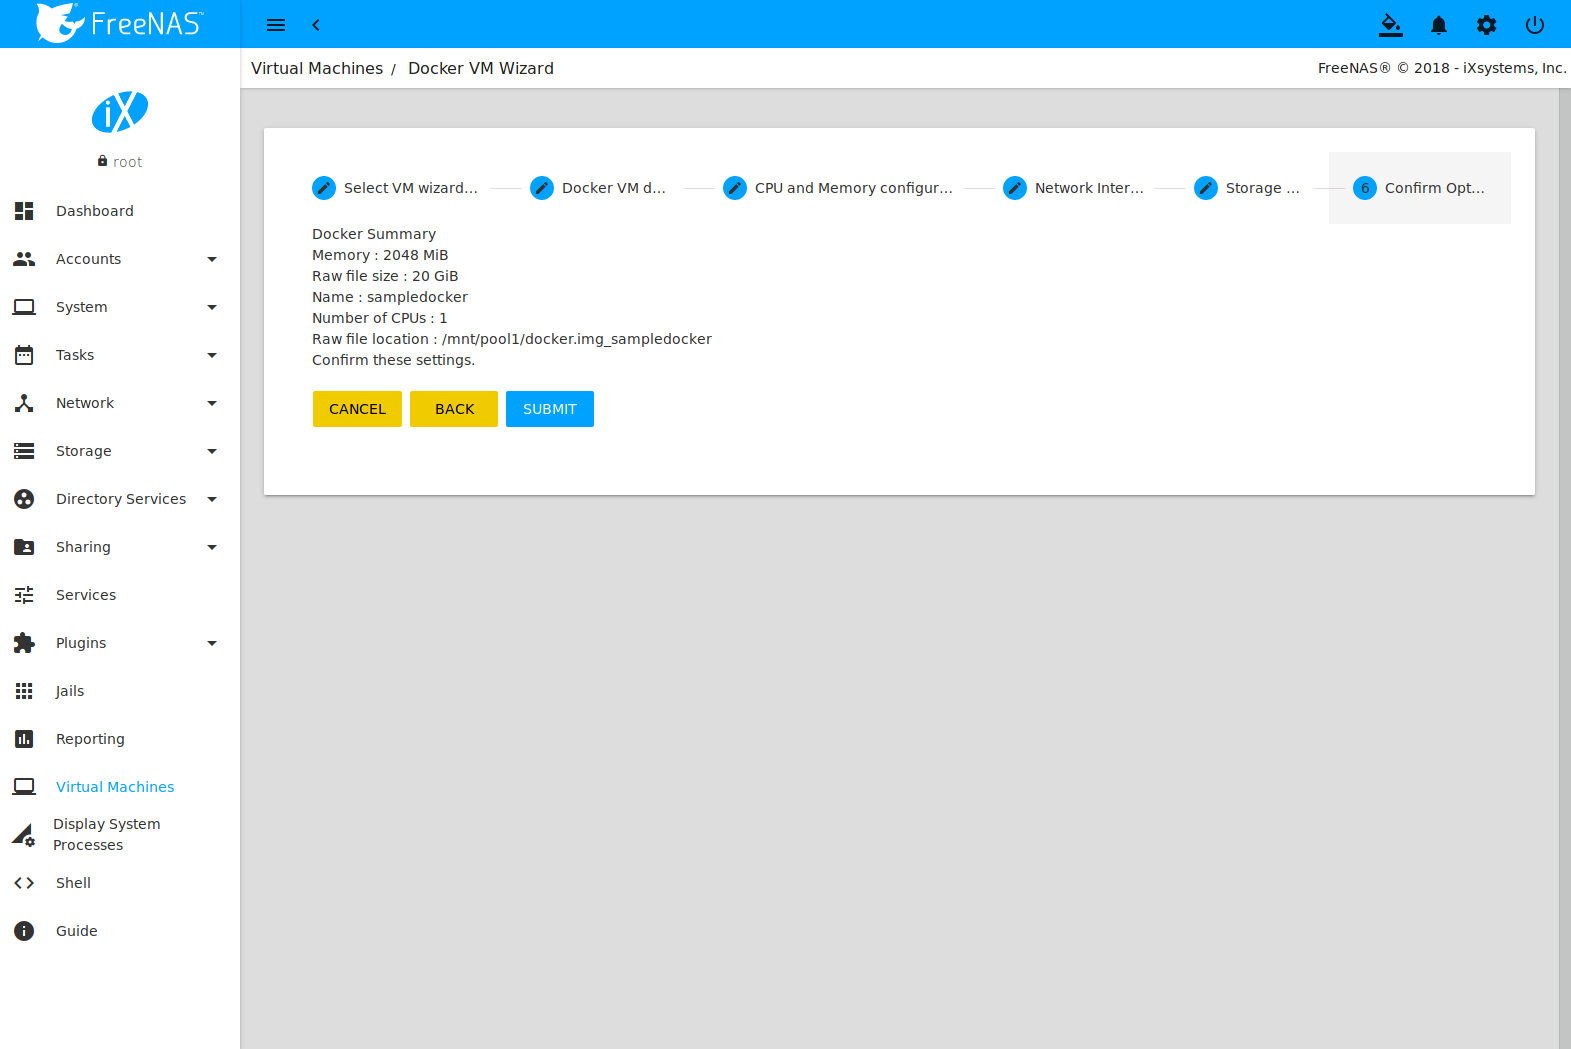 FreeNAS™
Virtual Machines / Docker VM Wizard
FreeNAS® © 2018 - iXsystems, Inc.
iX
root
Dashboard
Accounts
System
Tasks
Network
Storage
Directory Services
Sharing
Services
Plugins
Jails
Reporting
Virtual Machines
Display System
Processes
Shell
Guide
Select VM wizard...
Docker VM d...
CPU and Memory configur...
Network Inter...
Storage ...
6 Confirm Opt...
Docker Summary
Memory : 2048 MiB
Raw file size : 20 GiB
Name : sampledocker
Number of CPUs : 1
Raw file location : /mnt/pool1/docker.img_sampledocker
Confirm these settings.
CANCEL BACK SUBMIT